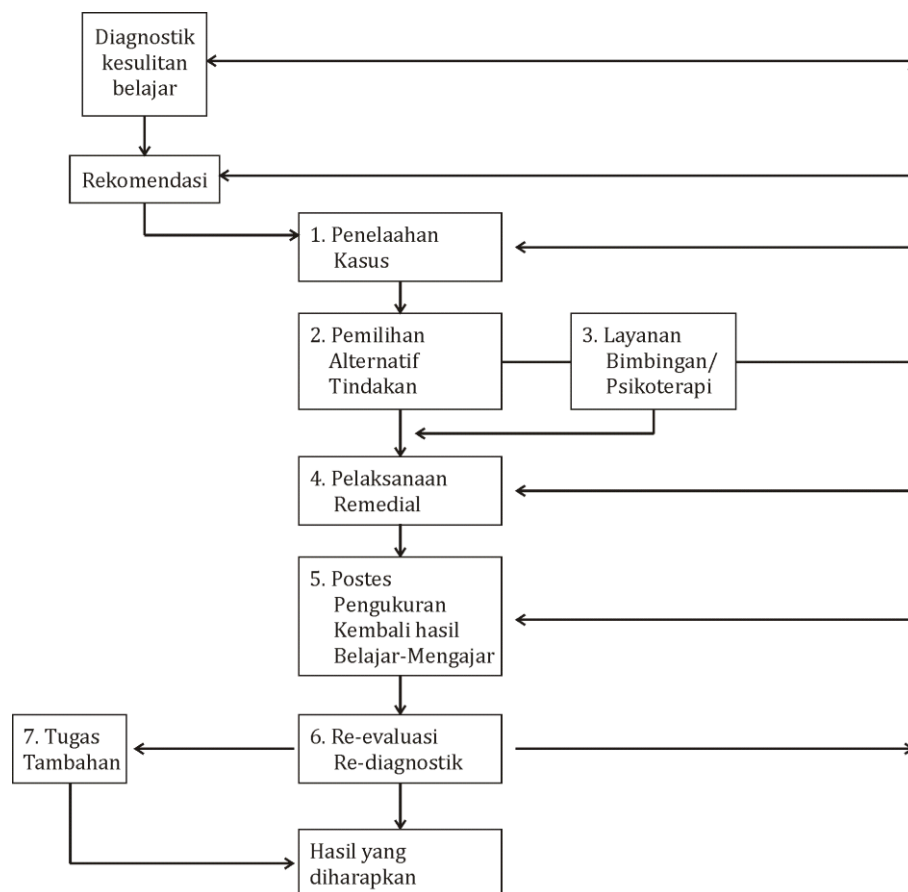 Diagnostik
kesulitan
belajar
Rekomendasi
1. Penelaahan
Kasus
2. Pemilihan
Alternatif
Tindakan
3. Layanan
Bimbingan/
Psikoterapi
4. Pelaksanaan
Remedial
5. Postes
Pengukuran
Kembali hasil
Belajar-Mengajar
6. Re-evaluasi
Re-diagnostik
7. Tugas
Tambahan
Hasil yang
diharapkan